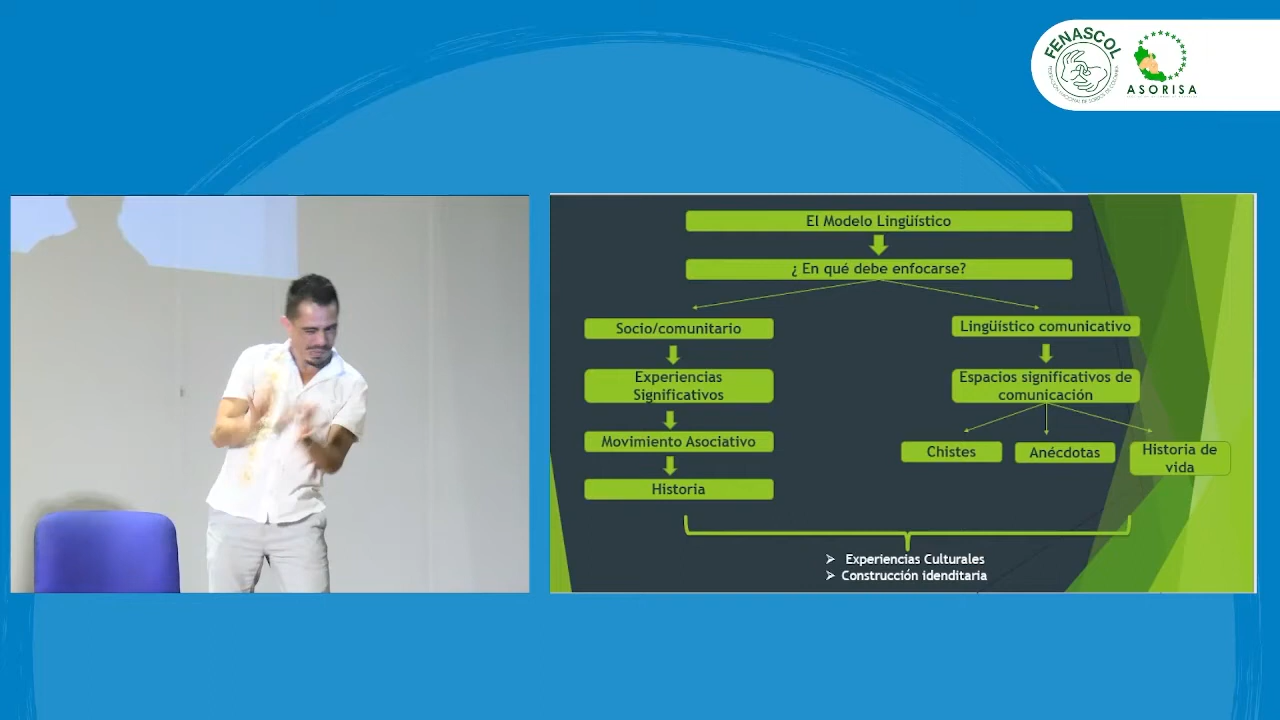 FENASCOL
ASORISA
El Modelo Lingüístico
¿ En qué debe enfocarse?
Socio/comunitario
Lingüístico comunicativo
Experiencias
Significativos
Espacios significativos de
comunicación
Movimiento Asociativo
Chistes
Anécdotas
Historia de
vida
Historia
➢ Experiencias Culturales
➢ Construcción idenditaria